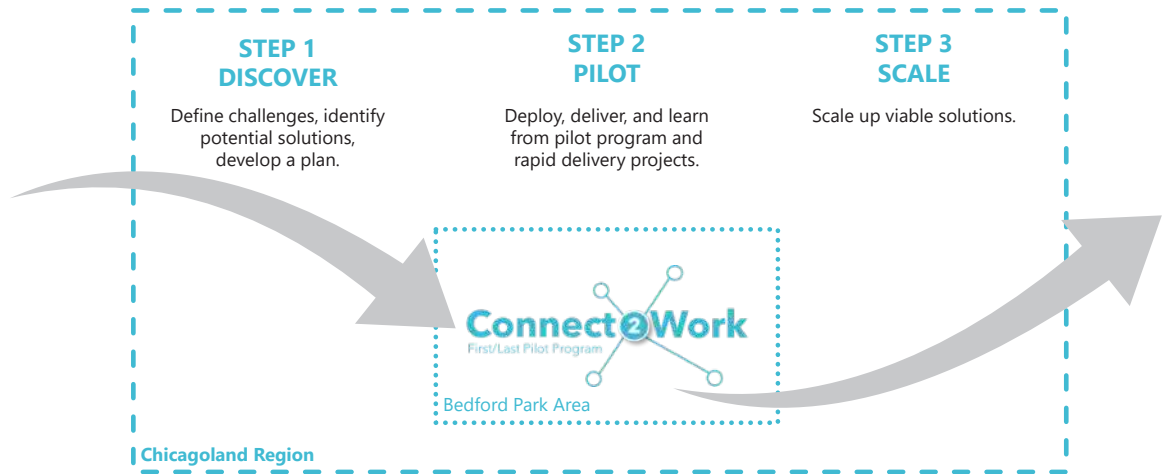 STEP 1
DISCOVER
Define challenges, identify
potential solutions,
develop a plan.
STEP 2
PILOT
Deploy, deliver, and learn
from pilot program and
rapid delivery projects.
STEP 3
SCALE
Scale up viable solutions.
Connect2Work
First/Last Pilot Program
Bedford Park Area
Chicagoland Region